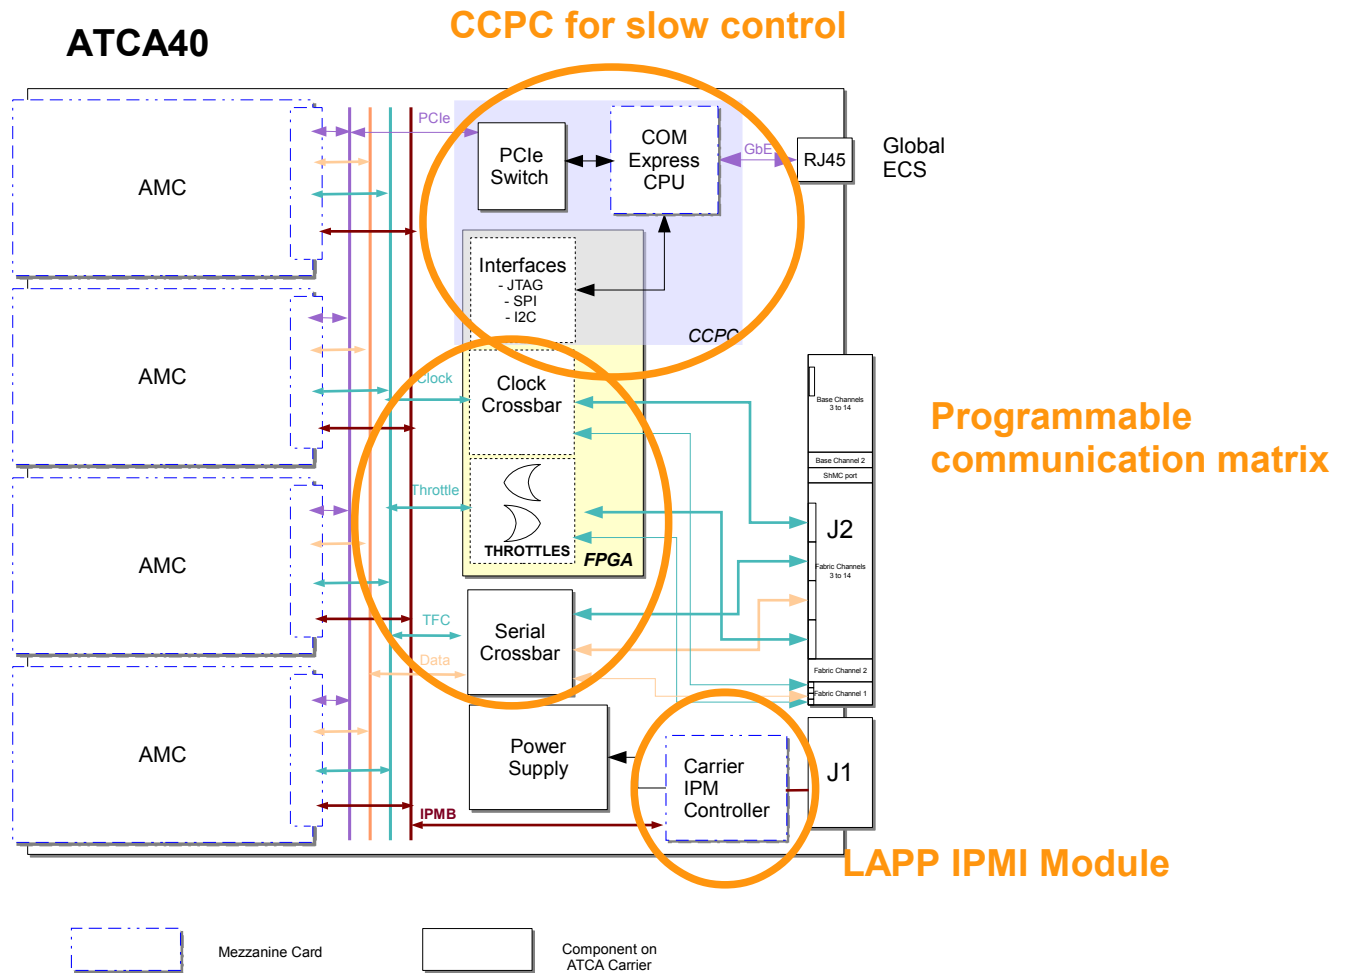 CCPC for slow control
ATCA40
PCIe
COM
Express
CPU
PCIe
Switch
GbE
RJ45
Global
ECS
AMC
Interfaces
- JTAG
- SPI
- I2C
CCPC
AMC
Clock
Clock
Crossbar
Base Channels
3 to 14
Programmable
communication matrix
Base Channel 2
ShMC port
Throttle
THROTTLES
FPGA
J2
Fabric Channels
3 to 14
AMC
TFC
Serial
Crossbar
Data
Fabric Channel 2
Fabric Channel 1
AMC
Power
Supply
Carrier
IPM
Controller
J1
IPMB
LAPP IPMI Module
Mezzanine Card
Component on
ATCA Carrier